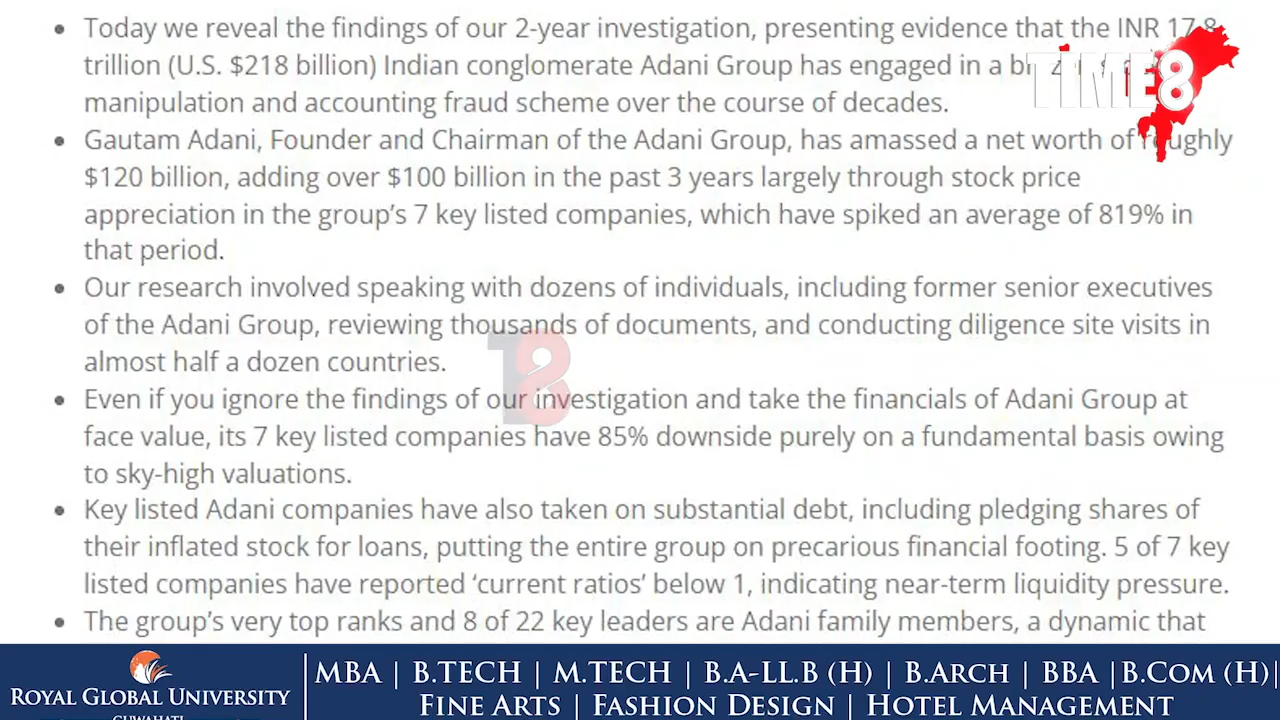 Today we reveal the findings of our 2-year investigation, presenting evidence that the INR 17.8
trillion (U.S. $218 billion) Indian conglomerate Adani Group has engaged in a
manipulation and accounting fraud scheme over the course of decades.
Gautam Adani, Founder and Chairman of the Adani Group, has amassed a net worth of roughly
$120 billion, adding over $100 billion in the past 3 years largely through stock price
appreciation in the group's 7 key listed companies, which have spiked an average of 819% in
that period.
Our research involved speaking with dozens of individuals, including former senior executives
of the Adani Group, reviewing thousands of documents, and conducting diligence site visits in
almost half a dozen countries.
Even if you ignore the findings of our investigation and take the financials of Adani Group at
face value, its 7 key listed companies have 85% downside purely on a fundamental basis owing
to sky-high valuations.
Key listed Adani companies have also taken on substantial debt, including pledging shares of
their inflated stock for loans, putting the entire group on precarious financial footing. 5 of 7 key
listed companies have reported 'current ratios' below 1, indicating near-term liquidity pressure.
The group's very top ranks and 8 of 22 key leaders are Adani family members, a dynamic that
TIME8
T8
ROYAL GLOBAL UNIVERSITY
GUWAHATI
MBA | B.TECH | M.TECH | B.A-LL.B (H) | B.ARCH | BBA |B.COM (H)|
FINE ARTS | FASHION DESIGN | HOTEL MANAGEMENT